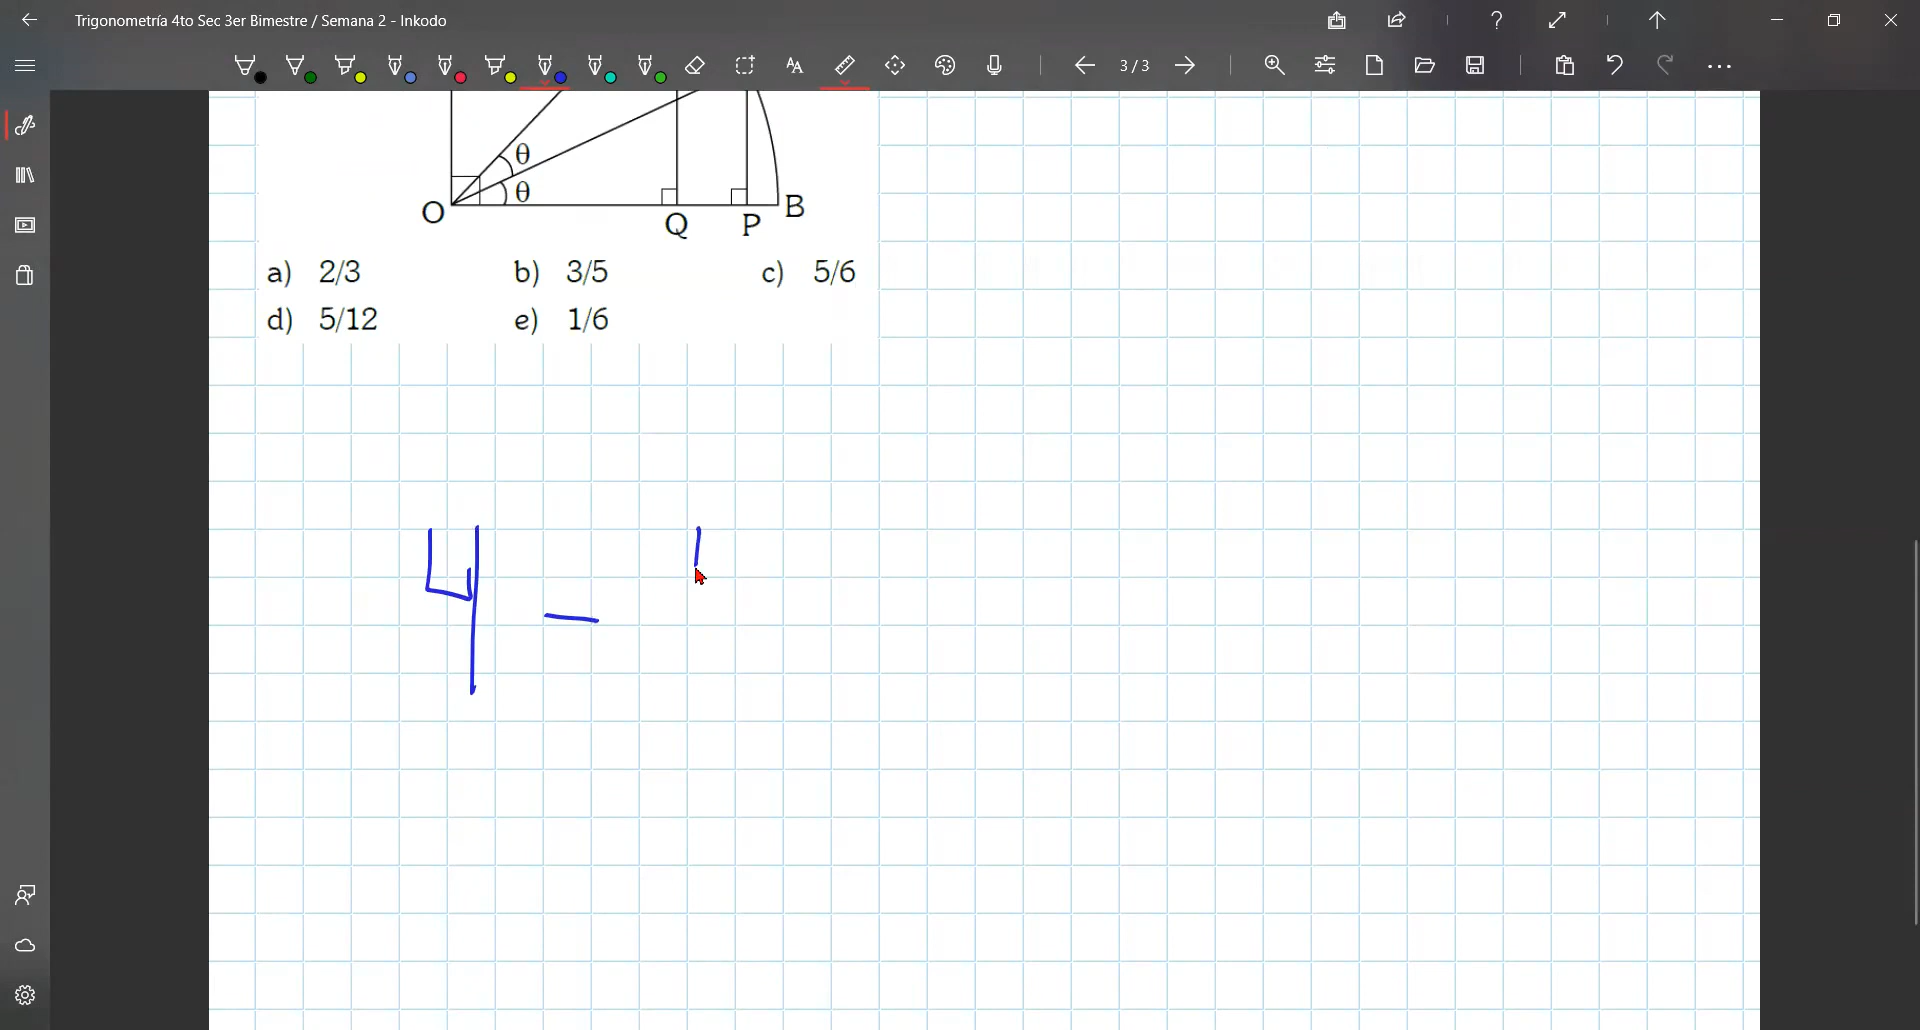 Trigonometría 4to Sec 3er Bimestre / Semana 2 - Inkodo
3 / 3
θ
θ
O
Q
P
B
a) 2/3
b) 3/5
c) 5/6
d) 5/12
e) 1/6
4 –